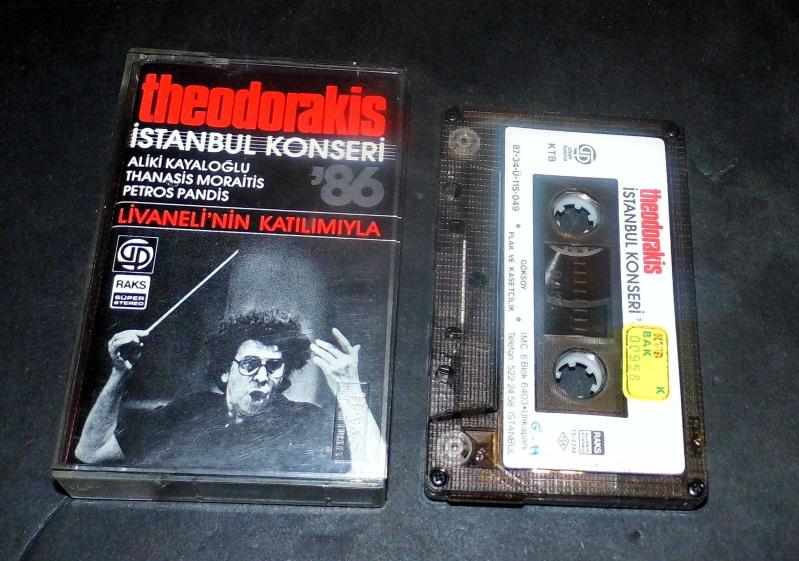 theodorakis
İSTANBUL KONSERİ
ALİKİ KAYALOĞLU
THANASİS MORAİTİS
PETROS PANDİS
'86
LİVANELİ'NİN KATILIMIYLA
RAKS
SÜPER
STEREO
KTB
87-34-Ü-115-049
theodorakis
İSTANBUL KONSERİ '
GÖKSOY
PLAK VE KASETÇİLİK
İMC. 6. Blok 6403 - Unkapanı
Telefon: 522 24 58 İSTANBUL
BAK
K
00958
G-H
RAKS